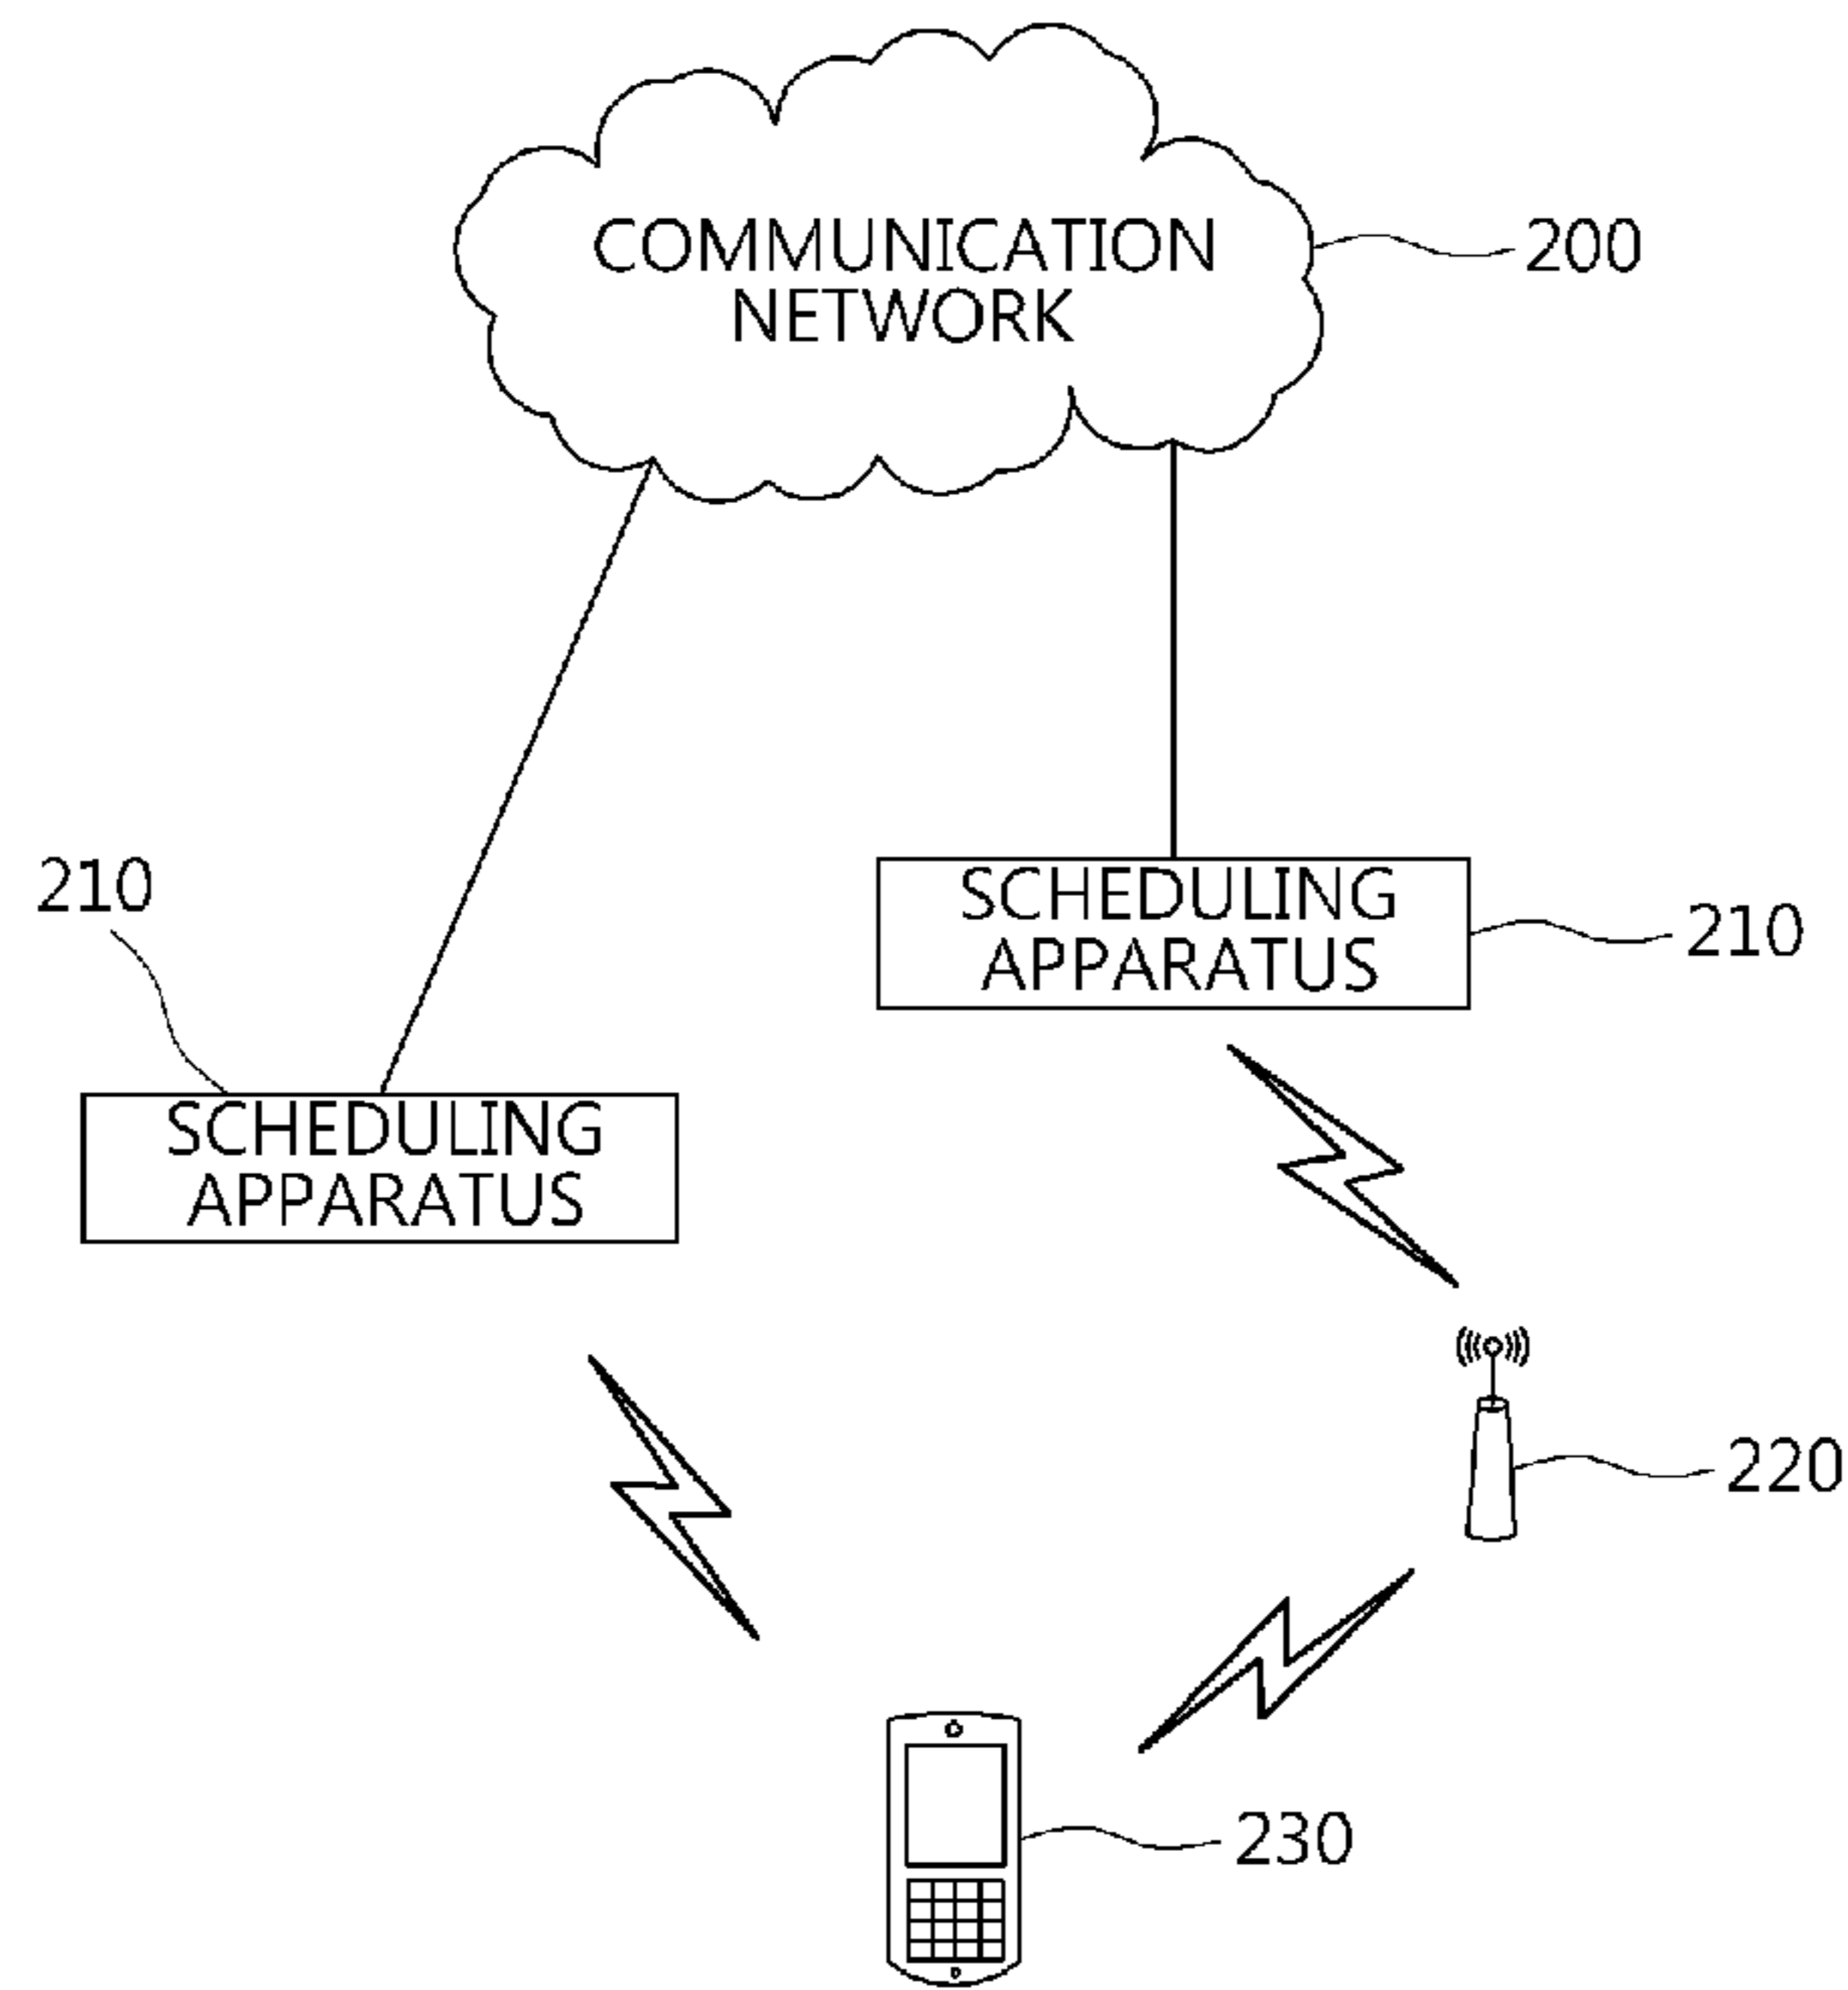 COMMUNICATION
NETWORK
200
210
SCHEDULING
APPARATUS
210
SCHEDULING
APPARATUS
220
230